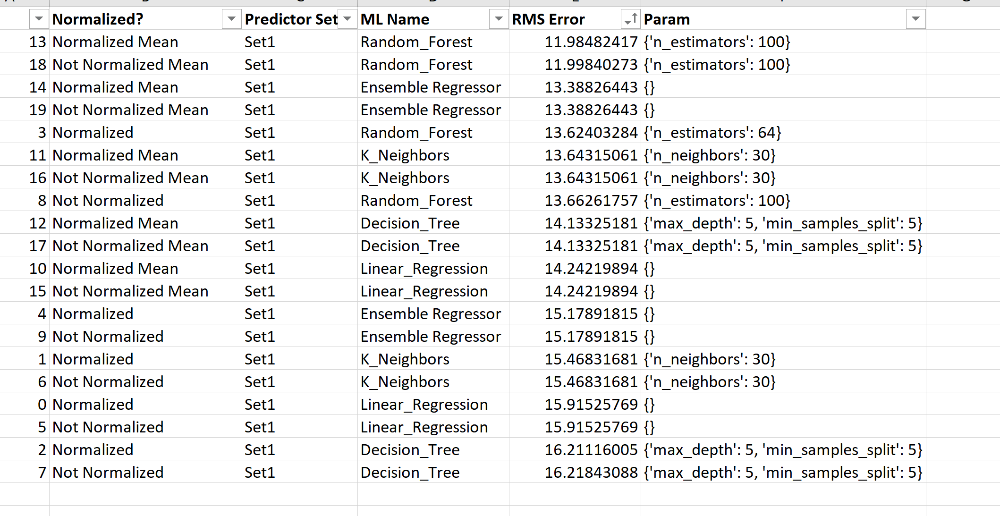 Normalized? Predictor Set ML Name RMS Error Param
13 Normalized Mean Set1 Random_Forest 11.98482417 {'n_estimators': 100}
18 Not Normalized Mean Set1 Random_Forest 11.99840273 {'n_estimators': 100}
14 Normalized Mean Set1 Ensemble Regressor 13.38826443 {}
19 Not Normalized Mean Set1 Ensemble Regressor 13.38826443 {}
3 Normalized Set1 Random_Forest 13.62403284 {'n_estimators': 64}
11 Normalized Mean Set1 K_Neighbors 13.64315061 {'n_neighbors': 30}
16 Not Normalized Mean Set1 K_Neighbors 13.64315061 {'n_neighbors': 30}
8 Not Normalized Set1 Random_Forest 13.66261757 {'n_estimators': 100}
12 Normalized Mean Set1 Decision_Tree 14.13325181 {'max_depth': 5, 'min_samples_split': 5}
17 Not Normalized Mean Set1 Decision_Tree 14.13325181 {'max_depth': 5, 'min_samples_split': 5}
10 Normalized Mean Set1 Linear_Regression 14.24219894 {}
15 Not Normalized Mean Set1 Linear_Regression 14.24219894 {}
4 Normalized Set1 Ensemble Regressor 15.17891815 {}
9 Not Normalized Set1 Ensemble Regressor 15.17891815 {}
1 Normalized Set1 K_Neighbors 15.46831681 {'n_neighbors': 30}
6 Not Normalized Set1 K_Neighbors 15.46831681 {'n_neighbors': 30}
0 Normalized Set1 Linear_Regression 15.91525769 {}
5 Not Normalized Set1 Linear_Regression 15.91525769 {}
2 Normalized Set1 Decision_Tree 16.21116005 {'max_depth': 5, 'min_samples_split': 5}
7 Not Normalized Set1 Decision_Tree 16.21843088 {'max_depth': 5, 'min_samples_split': 5}